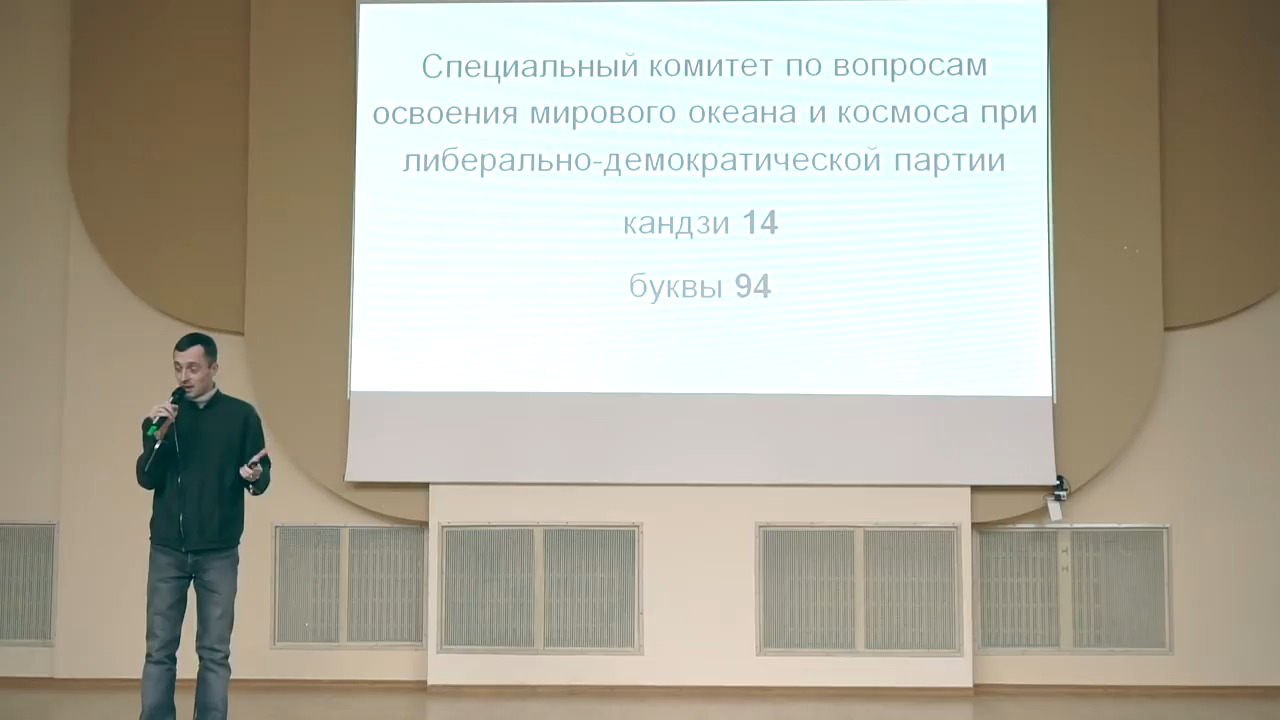 Специальный комитет по вопросам
освоения мирового океана и космоса при
либерально-демократической партии
кандзи 14
буквы 94